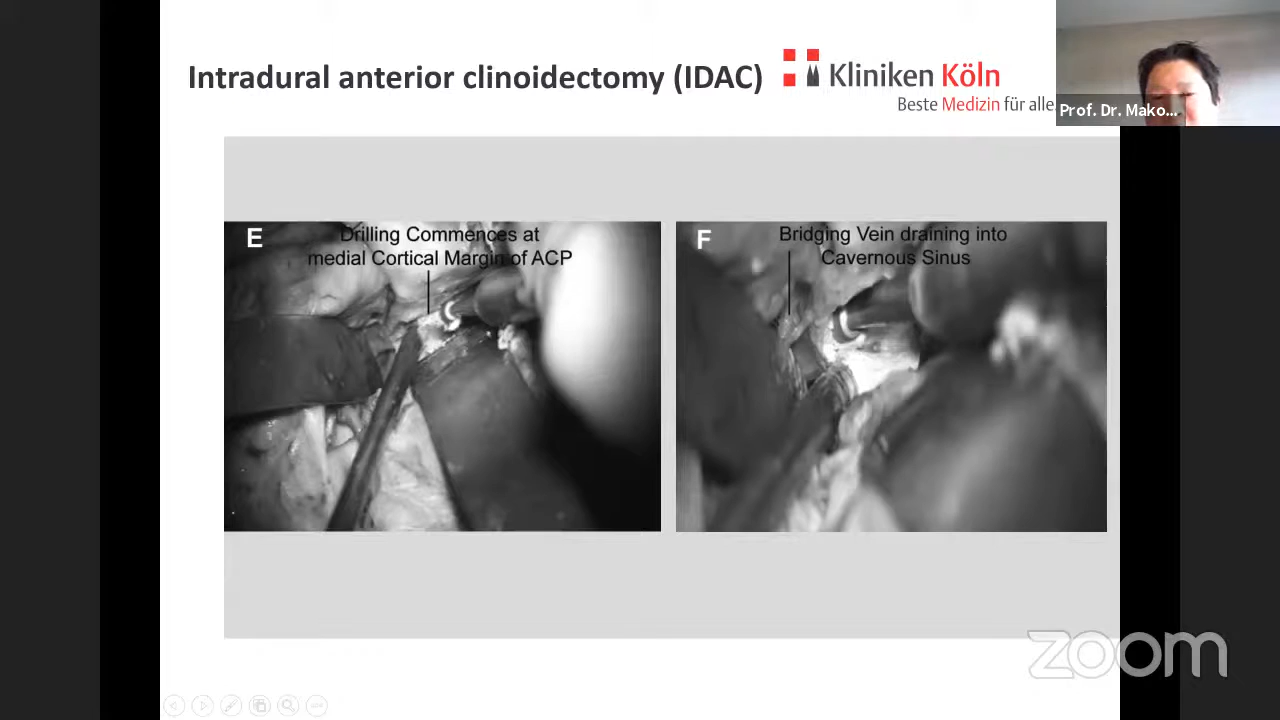 Intradural anterior clinoidectomy (IDAC)
Kliniken Köln
Beste Medizin für alle.
Prof. Dr. Mako...
E
Drilling Commences at
medial Cortical Margin of ACP
F
Bridging Vein draining into
Cavernous Sinus
zoom